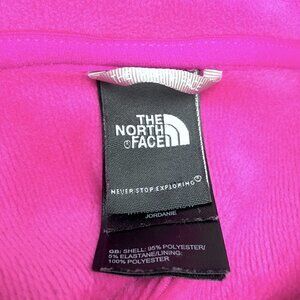 THE
NORTH
FACE
NEVER STOP EXPLORING
JORDANIE
GB: SHELL: 95% POLYESTER/
5% ELASTANE/LINING:
100% POLYESTER